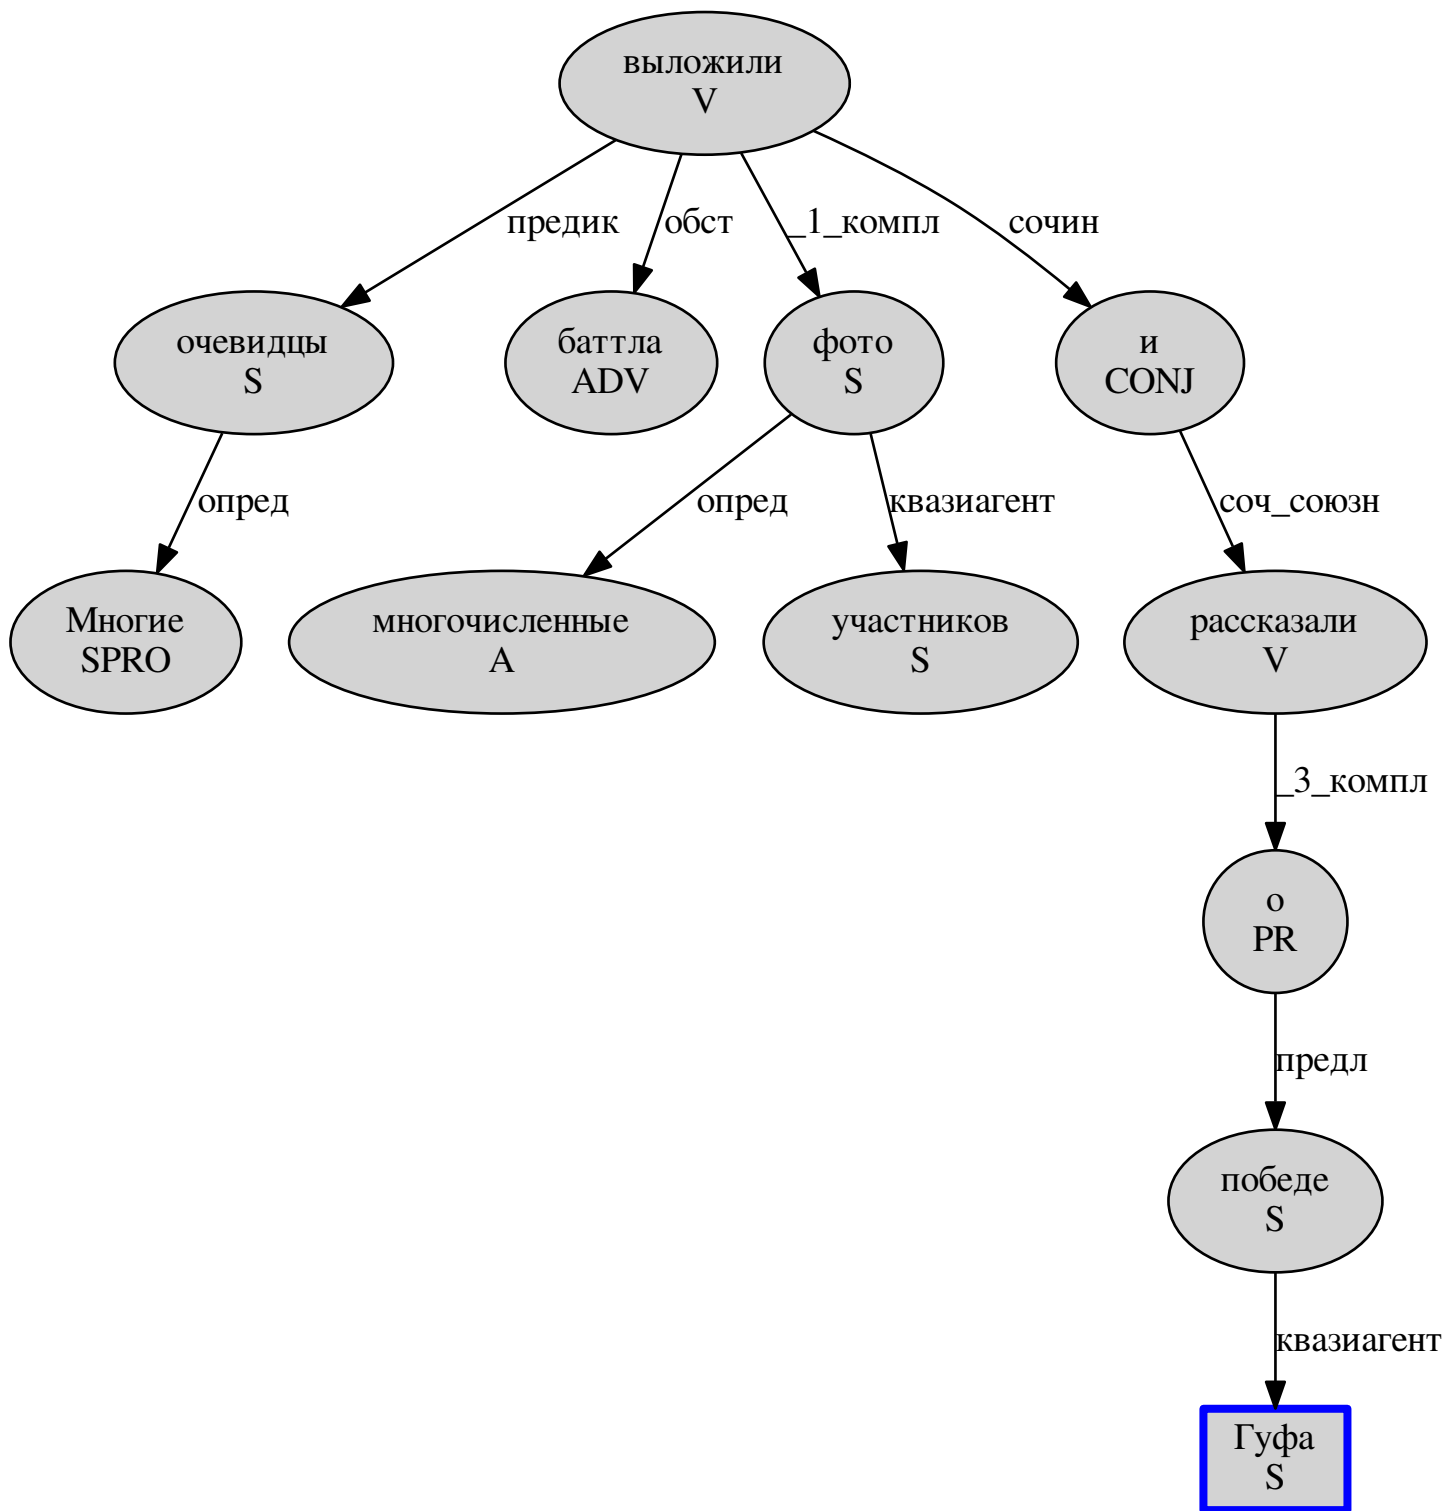 выложили
V
предик
обст
_1_компл
сочин
очевидцы
S
баттла
ADV
фото
S
и
CONJ
опред
опред
квазиагент
соч_союзн
Многие
SPRO
многочисленные
A
участников
S
рассказали
V
_3_компл
о
PR
предл
победе
S
квазиагент
Гуфа
S